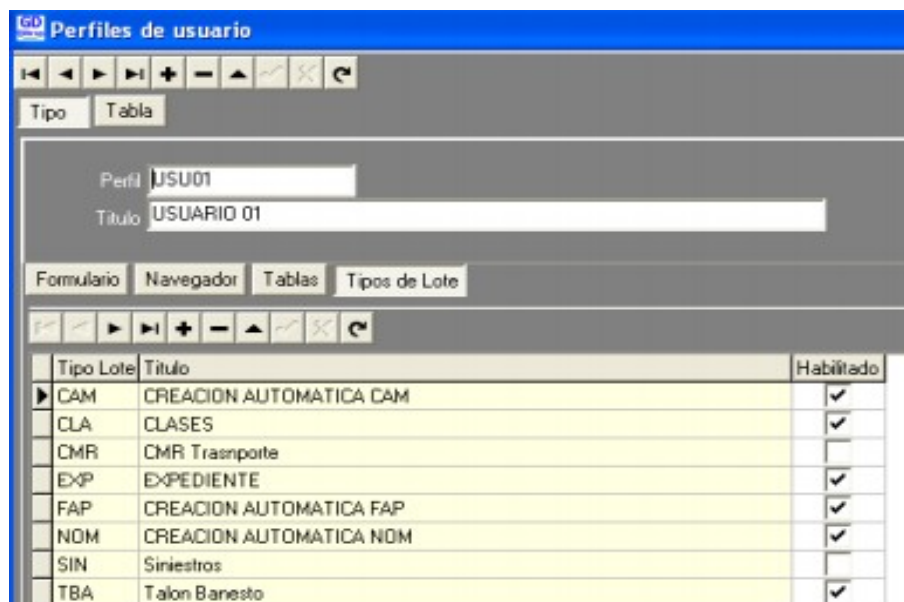 GD
Perfiles de usuario
Tipo Tabla
Perfil USU01
Titulo USUARIO 01
Formulario Navegador Tablas Tipos de Lote
Tipo Lote Titulo Habilitado
CAM CREACION AUTOMATICA CAM
CLA CLASES
CMR CMR Trasnporte
EXP EXPEDIENTE
FAP CREACION AUTOMATICA FAP
NOM CREACION AUTOMATICA NOM
SIN Siniestros
TBA Talon Banesto